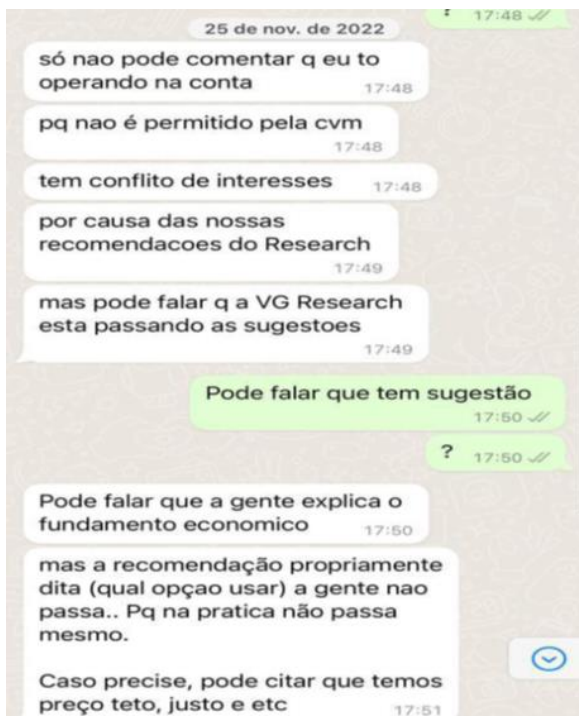 ? 17:48
25 de nov. de 2022
só nao pode comentar q eu to
operando na conta 17:48
pq nao é permitido pela cvm
17:48
tem conflito de interesses 17:48
por causa das nossas
recomendacoes do Research
17:49
mas pode falar q a VG Research
esta passando as sugestoes
17:49
Pode falar que tem sugestão
17:50
? 17:50
Pode falar que a gente explica o
fundamento economico 17:50
mas a recomendação propriamente
dita (qual opçao usar) a gente nao
passa.. Pq na pratica não passa
mesmo.
Caso precise, pode citar que temos
preço teto, justo e etc 17:51